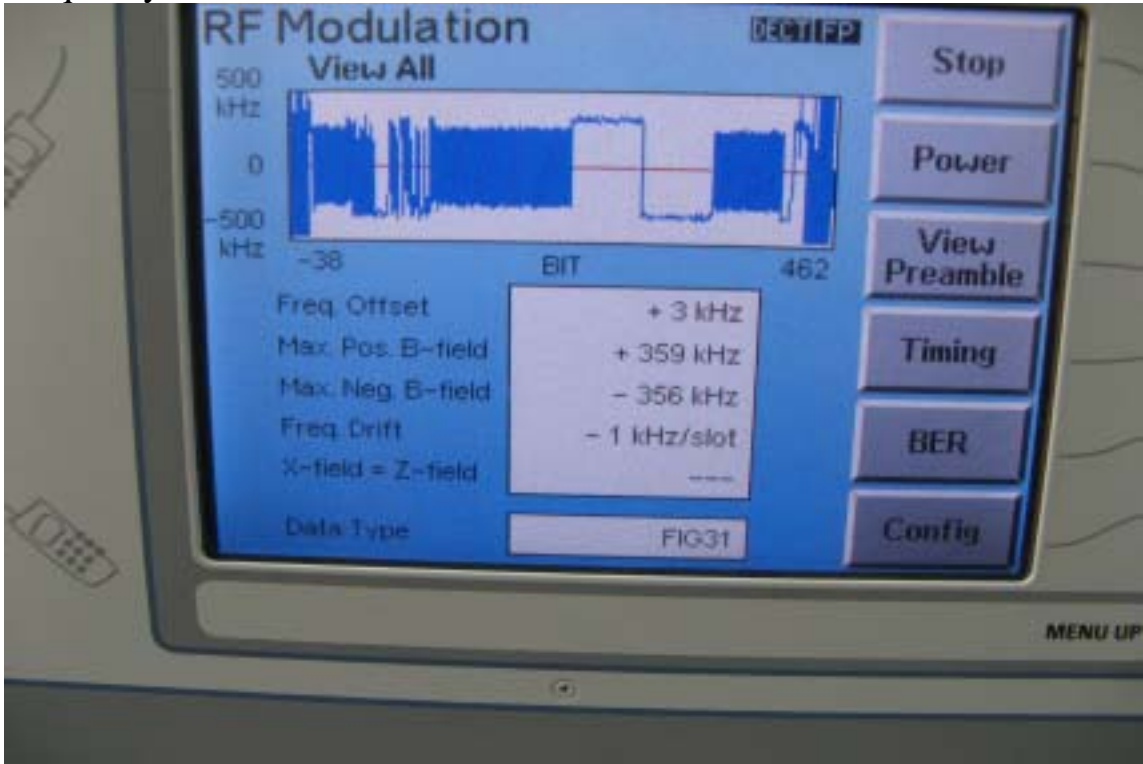 RF Modulation
DECT FP
View All
500
kHz
0
-500
kHz
-38
BIT
462
Freq. Offset
+ 3 kHz
Max. Pos. B-field
+ 359 kHz
Max. Neg. B-field
- 356 kHz
Freq. Drift
- 1 kHz/slot
X-field = Z-field
---
Data Type
FIG31
Stop
Power
View
Preamble
Timing
BER
Config
MENU UP